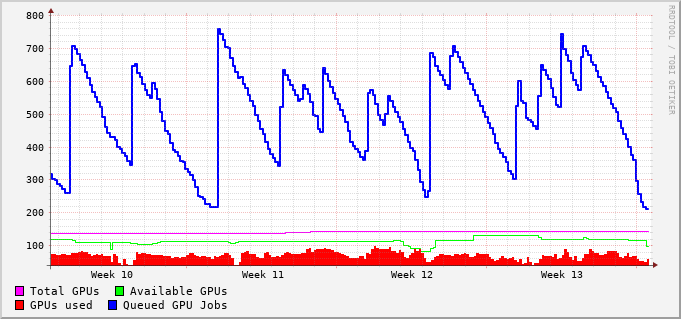 800
700
600
500
400
300
200
100
Week 10 Week 11 Week 12 Week 13
Total GPUs Available GPUs
GPUs used Queued GPU Jobs
RRDTOOL / TOBI OETIKER